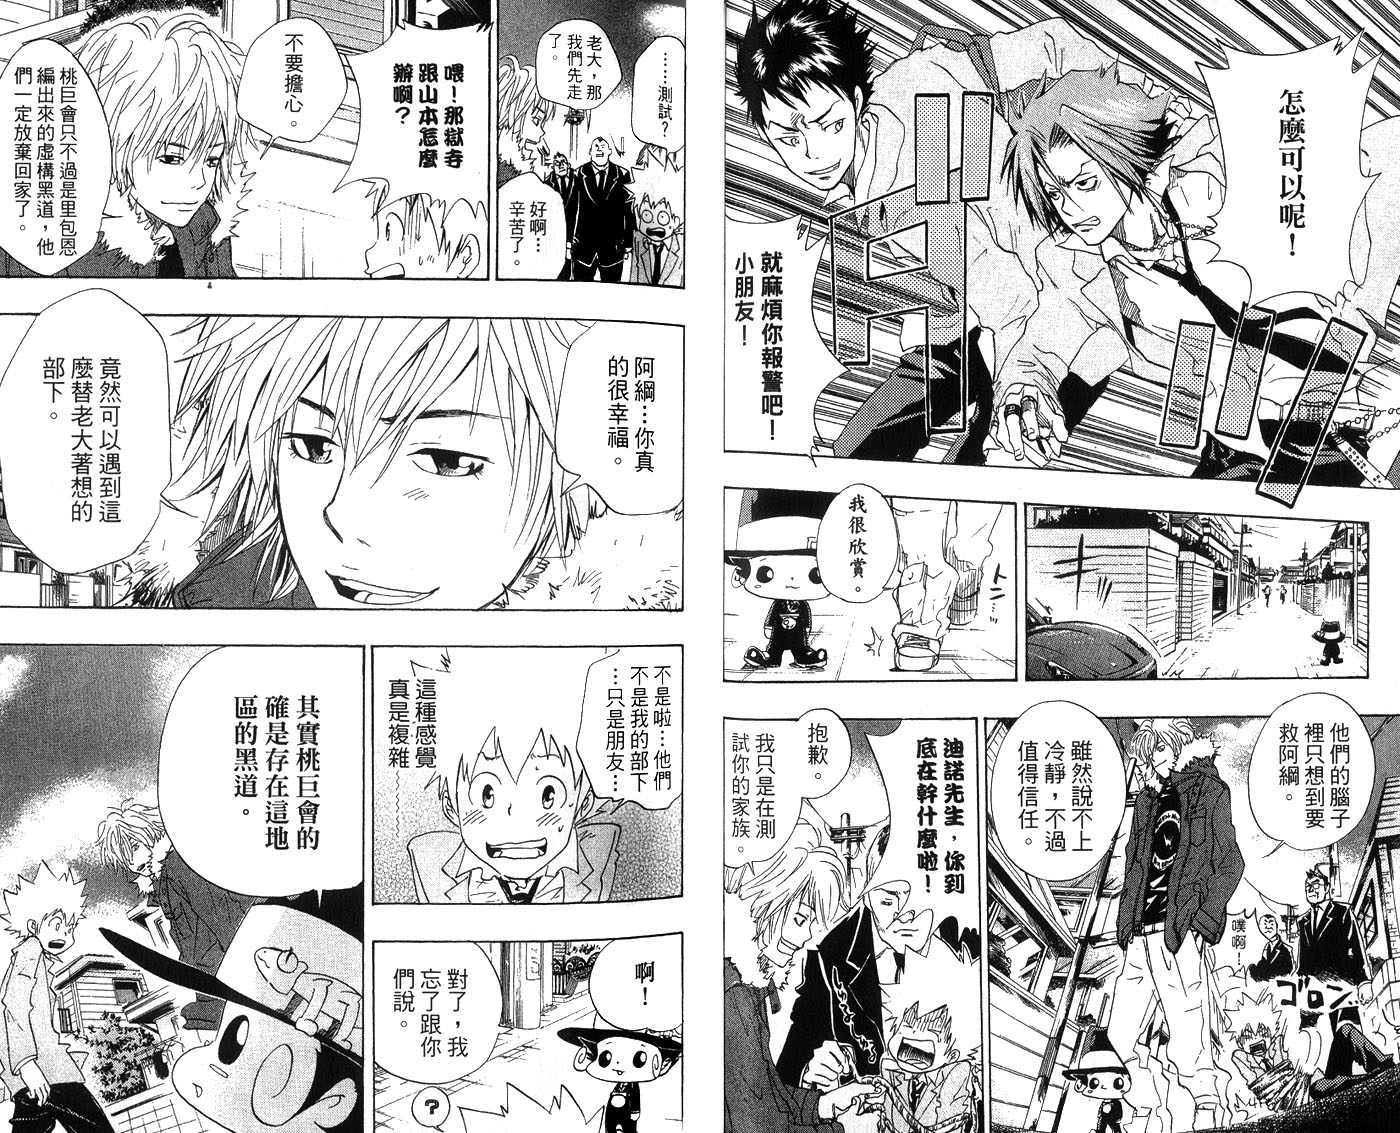 怎麼可以呢！
就麻煩你報警吧！
小朋友！
キ
我很欣賞。
トン…
他們的腦子
裡只想到要
救阿綱。
雖然說不上
冷靜，不過
值得信任。
噗啊！
ゴロン…
迪諾先生，你到
底在幹什麼啦！
抱歉。
我只是在測
試你的家族。
……測試？
老大，那
我們先走
了。
好啊…
辛苦了。
喂！那獄寺
跟山本怎麼
辦啊？
不要擔心。
桃巨會只不過是里包恩
編出來的虛構黑道，他
們一定放棄回家了。
阿綱…你真
的很幸福。
竟然可以遇到這
麼替老大著想的
部下。
不是啦…他們
不是我的部下
…只是朋友…
這種感覺
真是複雜
啊！
對了，我
忘了跟你
們說。
？
其實桃巨會的
確是存在這地
區的黑道。